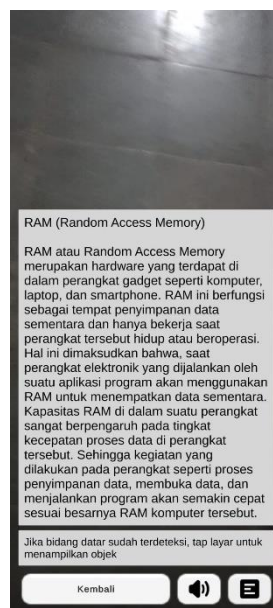 RAM (Random Access Memory)
RAM atau Random Access Memory
merupakan hardware yang terdapat di
dalam perangkat gadget seperti komputer,
laptop, dan smartphone. RAM ini berfungsi
sebagai tempat penyimpanan data
sementara dan hanya bekerja saat
perangkat tersebut hidup atau beroperasi.
Hal ini dimaksudkan bahwa, saat
perangkat elektronik yang dijalankan oleh
suatu aplikasi program akan menggunakan
RAM untuk menempatkan data sementara.
Kapasitas RAM di dalam suatu perangkat
sangat berpengaruh pada tingkat
kecepatan proses data di perangkat
tersebut. Sehingga kegiatan yang
dilakukan pada perangkat seperti proses
penyimpanan data, membuka data, dan
menjalankan program akan semakin cepat
sesuai besarnya RAM komputer tersebut.
Jika bidang datar sudah terdeteksi, tap layar untuk
menampilkan objek
Kembali